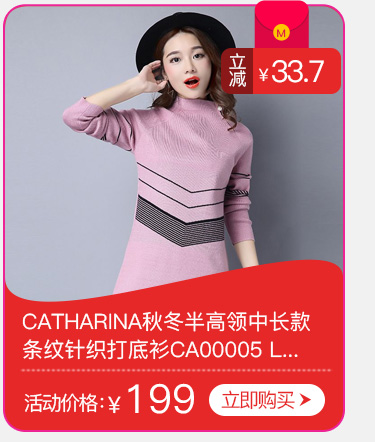 M
立减 ¥33.7
CATHARINA秋冬半高领中长款
条纹针织打底衫CA00005 L...
活动价格:¥199 立即购买